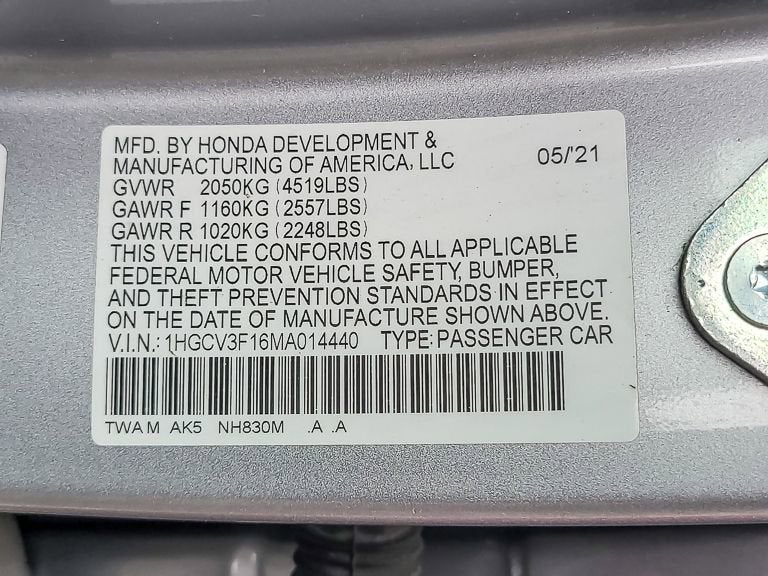 MFD. BY HONDA DEVELOPMENT &
MANUFACTURING OF AMERICA, LLC 05/'21
GVWR 2050KG (4519LBS)
GAWR F 1160KG (2557LBS)
GAWR R 1020KG (2248LBS)
THIS VEHICLE CONFORMS TO ALL APPLICABLE
FEDERAL MOTOR VEHICLE SAFETY, BUMPER,
AND THEFT PREVENTION STANDARDS IN EFFECT
ON THE DATE OF MANUFACTURE SHOWN ABOVE.
V.I.N.: 1HGCV3F16MA014440 TYPE: PASSENGER CAR
TWA M AK5 NH830M .A .A